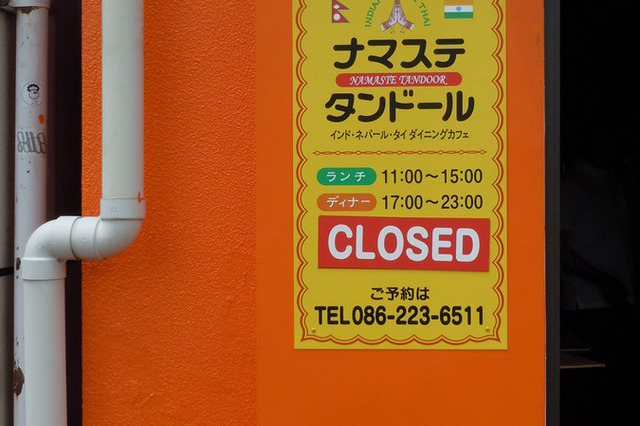 INDIA THAI
ナマステ
NAMASTE TANDOOR
タンドール
インド・ネパール・タイ ダイニングカフェ
ランチ 11:00～15:00
ディナー 17:00～23:00
CLOSED
ご予約は
TEL086-223-6511